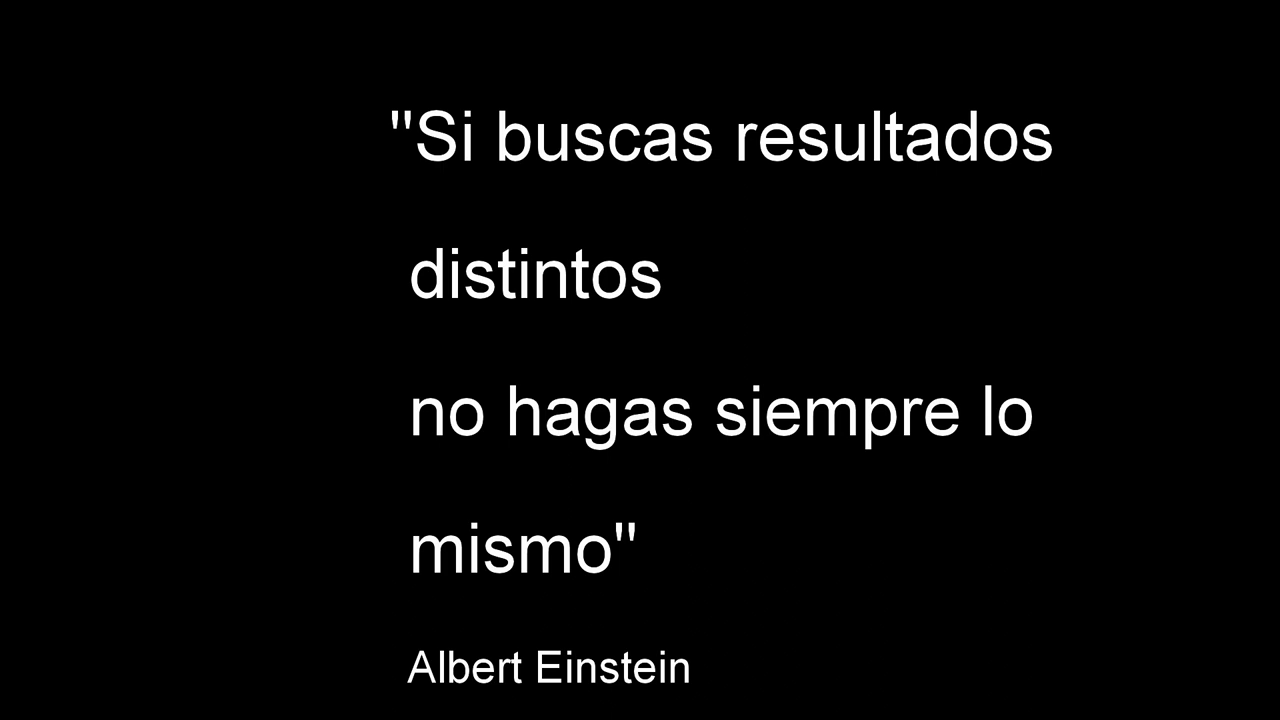 "Si buscas resultados
distintos
no hagas siempre lo
mismo"
Albert Einstein